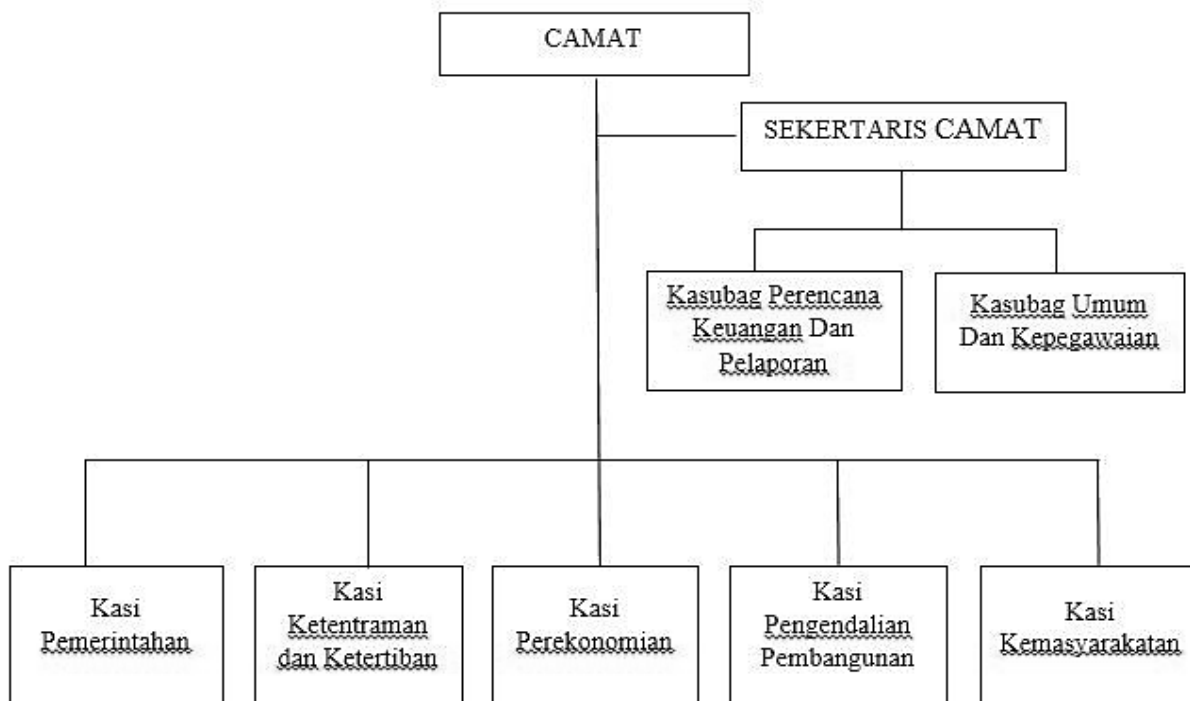 CAMAT
SEKERTARIS CAMAT
Kasubag Perencana
Keuangan Dan
Pelaporan
Kasubag Umum
Dan Kepegawaian
Kasi
Pemerintahan
Kasi
Ketentraman
dan Ketertiban
Kasi
Perekonomian
Kasi
Pengendalian
Pembangunan
Kasi
Kemasyarakatan